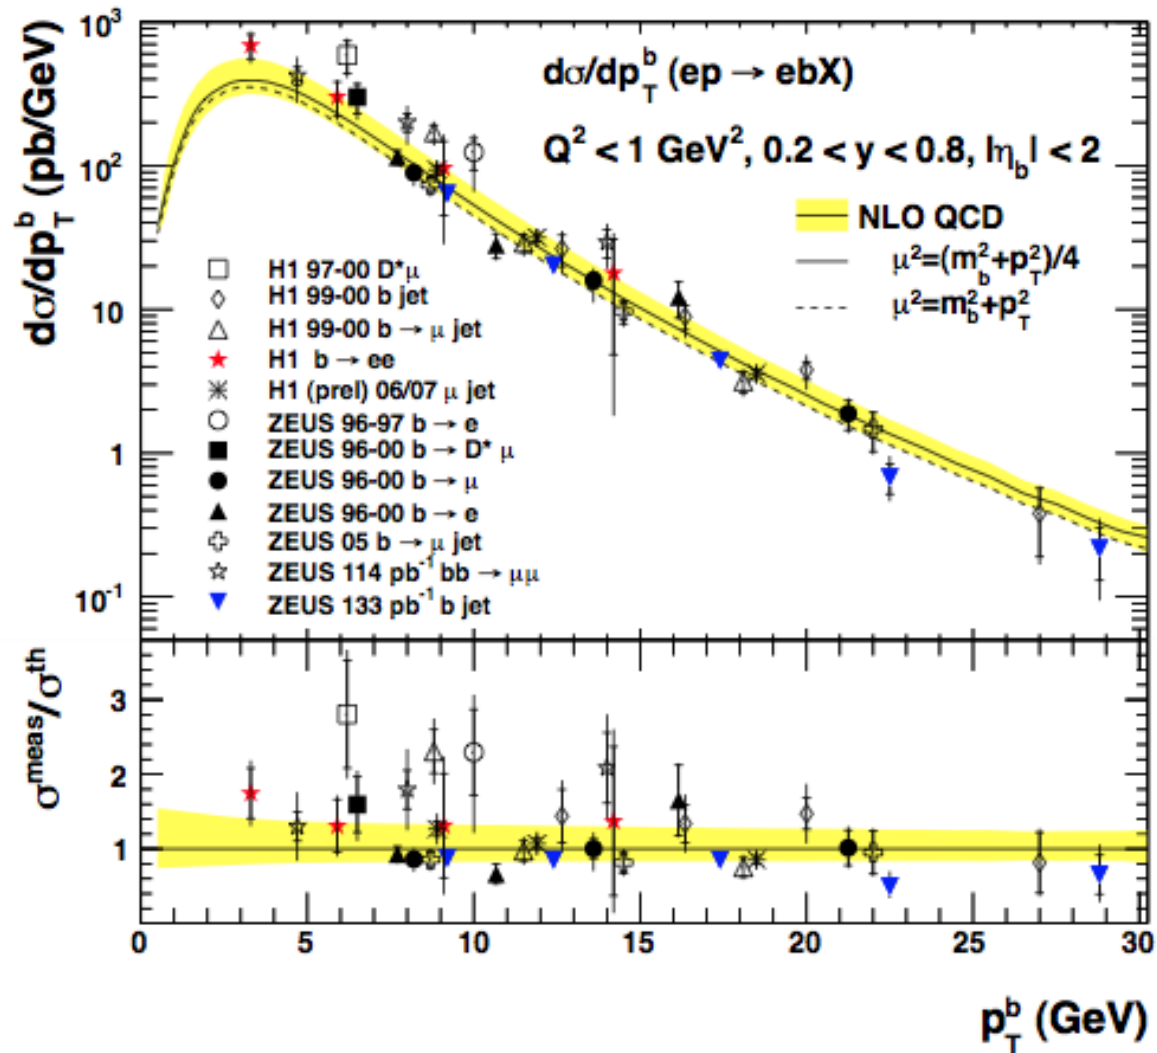 dσ/dp_T^b (pb/GeV)
10³
10²
10
1
10⁻¹
dσ/dp_T^b (ep → ebX)
Q² < 1 GeV², 0.2 < y < 0.8, |η_b| < 2
NLO QCD
μ²=(m_b²+p_T²)/4
μ²=m_b²+p_T²
H1 97-00 D*μ
H1 99-00 b jet
H1 99-00 b → μ jet
H1 b → ee
H1 (prel) 06/07 μ jet
ZEUS 96-97 b → e
ZEUS 96-00 b → D* μ
ZEUS 96-00 b → μ
ZEUS 96-00 b → e
ZEUS 05 b → μ jet
ZEUS 114 pb⁻¹ bb → μμ
ZEUS 133 pb⁻¹ b jet
σ^meas/σ^th
3
2
1
0 5 10 15 20 25 30
p_T^b (GeV)